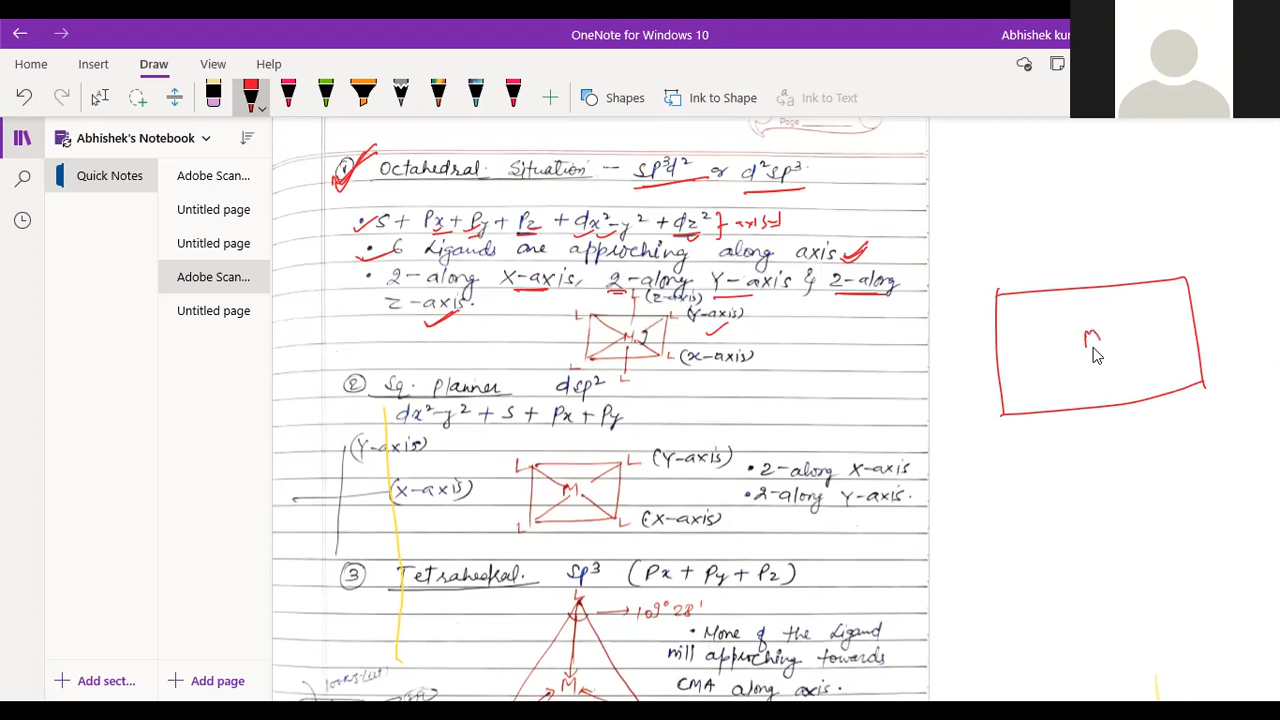 OneNote for Windows 10
Abhishek kur
Home Insert Draw View Help
Shapes Ink to Shape Ink to Text
Abhishek's Notebook
Quick Notes
Adobe Scan...
Untitled page
Untitled page
Adobe Scan...
Untitled page
Add sect...
Add page
Page
① Octahedral Situation - sp³d² or d²sp³.
• S + Px + Py + Pz + dx²-y² + dz² } axis
• 6 Ligands are approching along axis
• 2-along X-axis, 2-along Y-axis & 2-along
z-axis.
(z-axis)
L L (Y-axis)
M
L L (x-axis)
L
② Sq. planner dsp²
dx²-y² + s + Px + Py
(Y-axis)
(X-axis)
L L (Y-axis)
M
L L (X-axis)
• 2-along X-axis
• 2-along Y-axis.
③ Tetrahedral. sp³ (Px + Py + Pz)
L
109°28'
M
• None of the Ligand
will approching towards
CMA along axis.
M